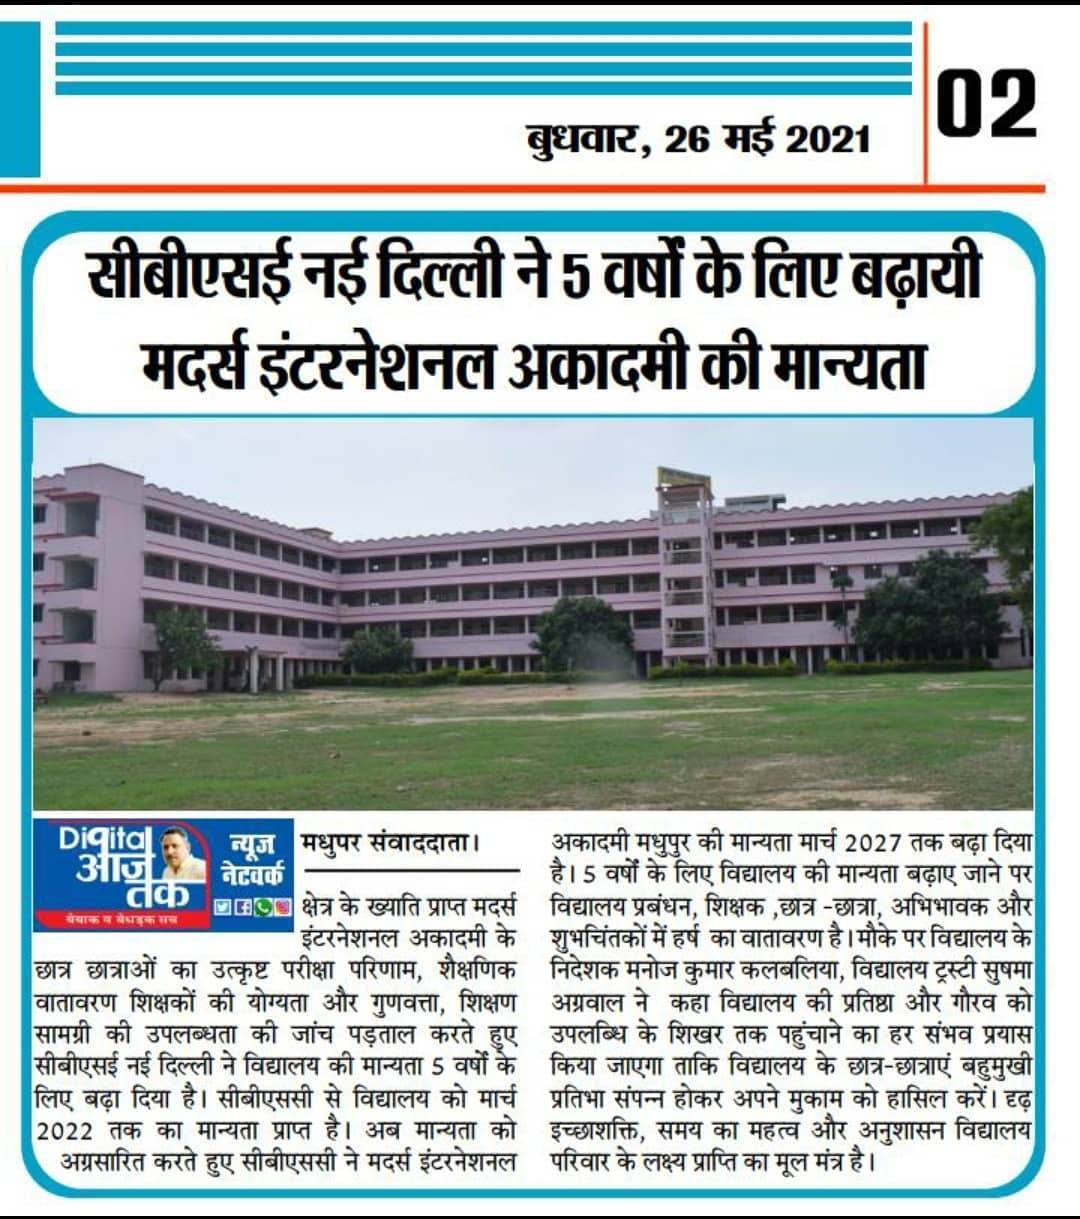 02
बुधवार, 26 मई 2021
सीबीएसई नई दिल्ली ने 5 वर्षों के लिए बढ़ायी
मदर्स इंटरनेशनल अकादमी की मान्यता
Digital
आज
तक
बेबाक व बेधड़क सच
न्यूज
नेटवर्क
मधुपर संवाददाता।
क्षेत्र के ख्याति प्राप्त मदर्स
इंटरनेशनल अकादमी के
छात्र छात्राओं का उत्कृष्ट परीक्षा परिणाम, शैक्षणिक
वातावरण शिक्षकों की योग्यता और गुणवत्ता, शिक्षण
सामग्री की उपलब्धता की जांच पड़ताल करते हुए
सीबीएसई नई दिल्ली ने विद्यालय की मान्यता 5 वर्षों के
लिए बढ़ा दिया है। सीबीएससी से विद्यालय को मार्च
2022 तक का मान्यता प्राप्त है। अब मान्यता को
अग्रसारित करते हुए सीबीएससी ने मदर्स इंटरनेशनल
अकादमी मधुपुर की मान्यता मार्च 2027 तक बढ़ा दिया
है। 5 वर्षों के लिए विद्यालय की मान्यता बढ़ाए जाने पर
विद्यालय प्रबंधन, शिक्षक ,छात्र -छात्रा, अभिभावक और
शुभचिंतकों में हर्ष का वातावरण है। मौके पर विद्यालय के
निदेशक मनोज कुमार कलबलिया, विद्यालय ट्रस्टी सुषमा
अग्रवाल ने कहा विद्यालय की प्रतिष्ठा और गौरव को
उपलब्धि के शिखर तक पहुंचाने का हर संभव प्रयास
किया जाएगा ताकि विद्यालय के छात्र-छात्राएं बहुमुखी
प्रतिभा संपन्न होकर अपने मुकाम को हासिल करें। दृढ़
इच्छाशक्ति, समय का महत्व और अनुशासन विद्यालय
परिवार के लक्ष्य प्राप्ति का मूल मंत्र है।